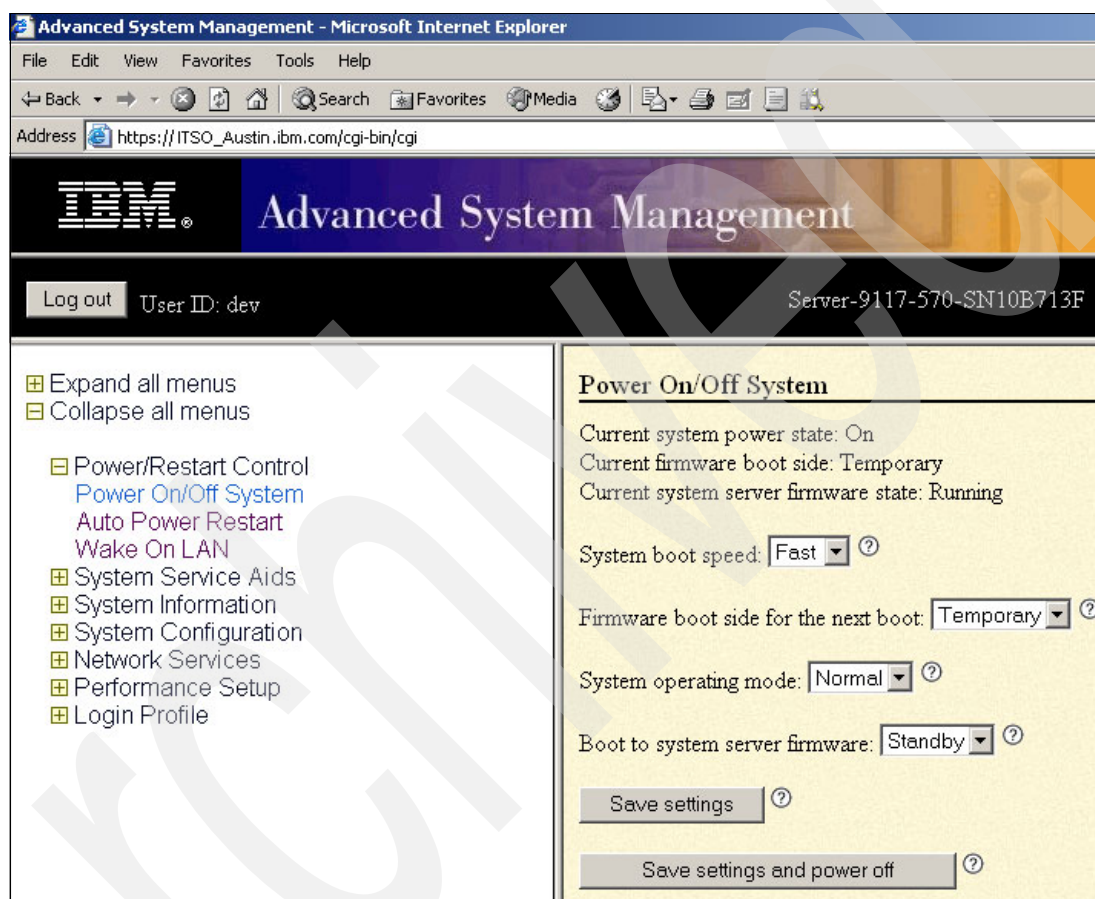 Advanced System Management - Microsoft Internet Explorer
File Edit View Favorites Tools Help
Back Search Favorites Media
Address https://ITSO_Austin.ibm.com/cgi-bin/cgi
IBM® Advanced System Management
Log out User ID: dev Server-9117-570-SN10B713F
Expand all menus
Collapse all menus
Power/Restart Control
Power On/Off System
Auto Power Restart
Wake On LAN
System Service Aids
System Information
System Configuration
Network Services
Performance Setup
Login Profile
Power On/Off System
Current system power state: On
Current firmware boot side: Temporary
Current system server firmware state: Running
System boot speed: Fast ?
Firmware boot side for the next boot: Temporary ?
System operating mode: Normal ?
Boot to system server firmware: Standby ?
Save settings ?
Save settings and power off ?